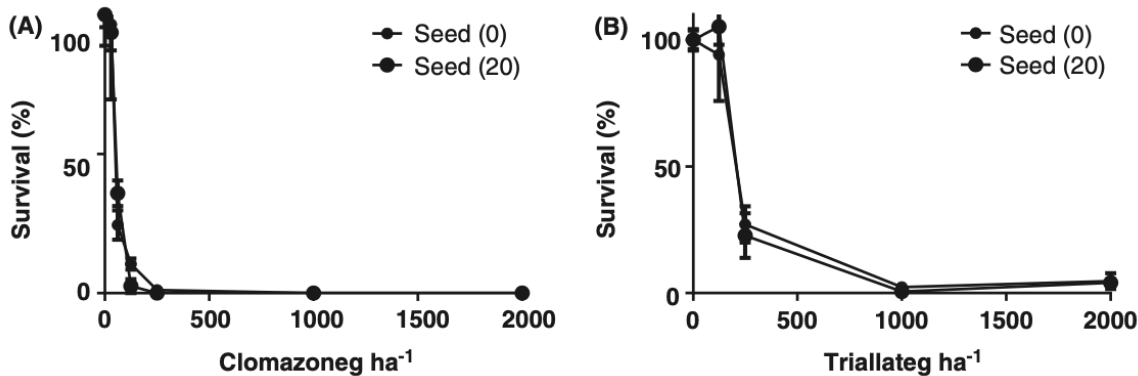 (A)
Seed (0)
Seed (20)
100
50
0
Survival (%)
0 500 1000 1500 2000
Clomazoneg ha⁻¹
(B)
Seed (0)
Seed (20)
100
50
0
Survival (%)
0 500 1000 1500 2000
Triallateg ha⁻¹